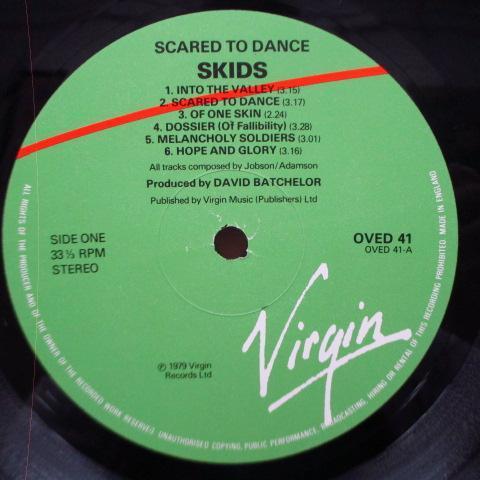 SCARED TO DANCE
SKIDS
1. INTO THE VALLEY (3.15)
2. SCARED TO DANCE (3.17)
3. OF ONE SKIN (2.24)
4. DOSSIER (Of Fallibility) (3.28)
5. MELANCHOLY SOLDIERS (3.01)
6. HOPE AND GLORY (3.16)
All tracks composed by Jobson/Adamson
Produced by DAVID BATCHELOR
Published by Virgin Music (Publishers) Ltd
SIDE ONE
33⅓ RPM
STEREO
OVED 41
OVED 41-A
Virgin
℗ 1979 Virgin
Records Ltd
ALL RIGHTS OF THE PRODUCER AND OF THE OWNER OF THE RECORDED WORK RESERVED. UNAUTHORISED COPYING, PUBLIC PERFORMANCE, BROADCASTING, HIRING OR RENTAL OF THIS RECORDING PROHIBITED. MADE IN ENGLAND